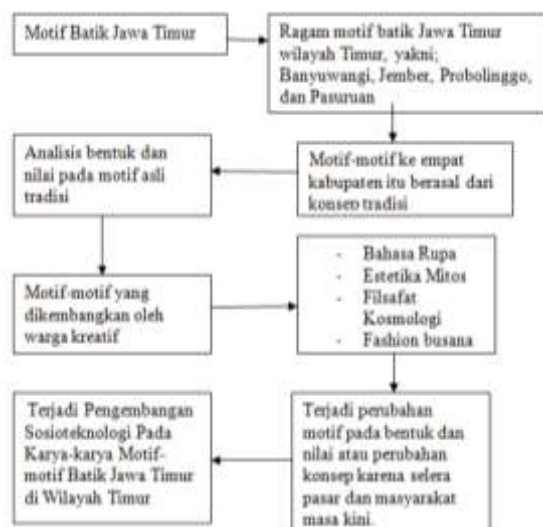 Motif Batik Jawa Timur
Ragam motif batik Jawa Timur
wilayah Timur, yakni;
Banyuwangi, Jember, Probolinggo,
dan Pasuruan
Motif-motif ke empat
kabupaten itu berasal dari
konsep tradisi
Analisis bentuk dan
nilai pada motif asli
tradisi
Motif-motif yang
dikembangkan oleh
warga kreatif
- Bahasa Rupa
- Estetika Mitos
- Filsafat
Kosmologi
- Fashion busana
Terjadi perubahan
motif pada bentuk dan
nilai atau perubahan
konsep karena selera
pasar dan masyarakat
masa kini
Terjadi Pengembangan
Sosioteknologi Pada
Karya-karya Motif-
motif Batik Jawa Timur
di Wilayah Timur